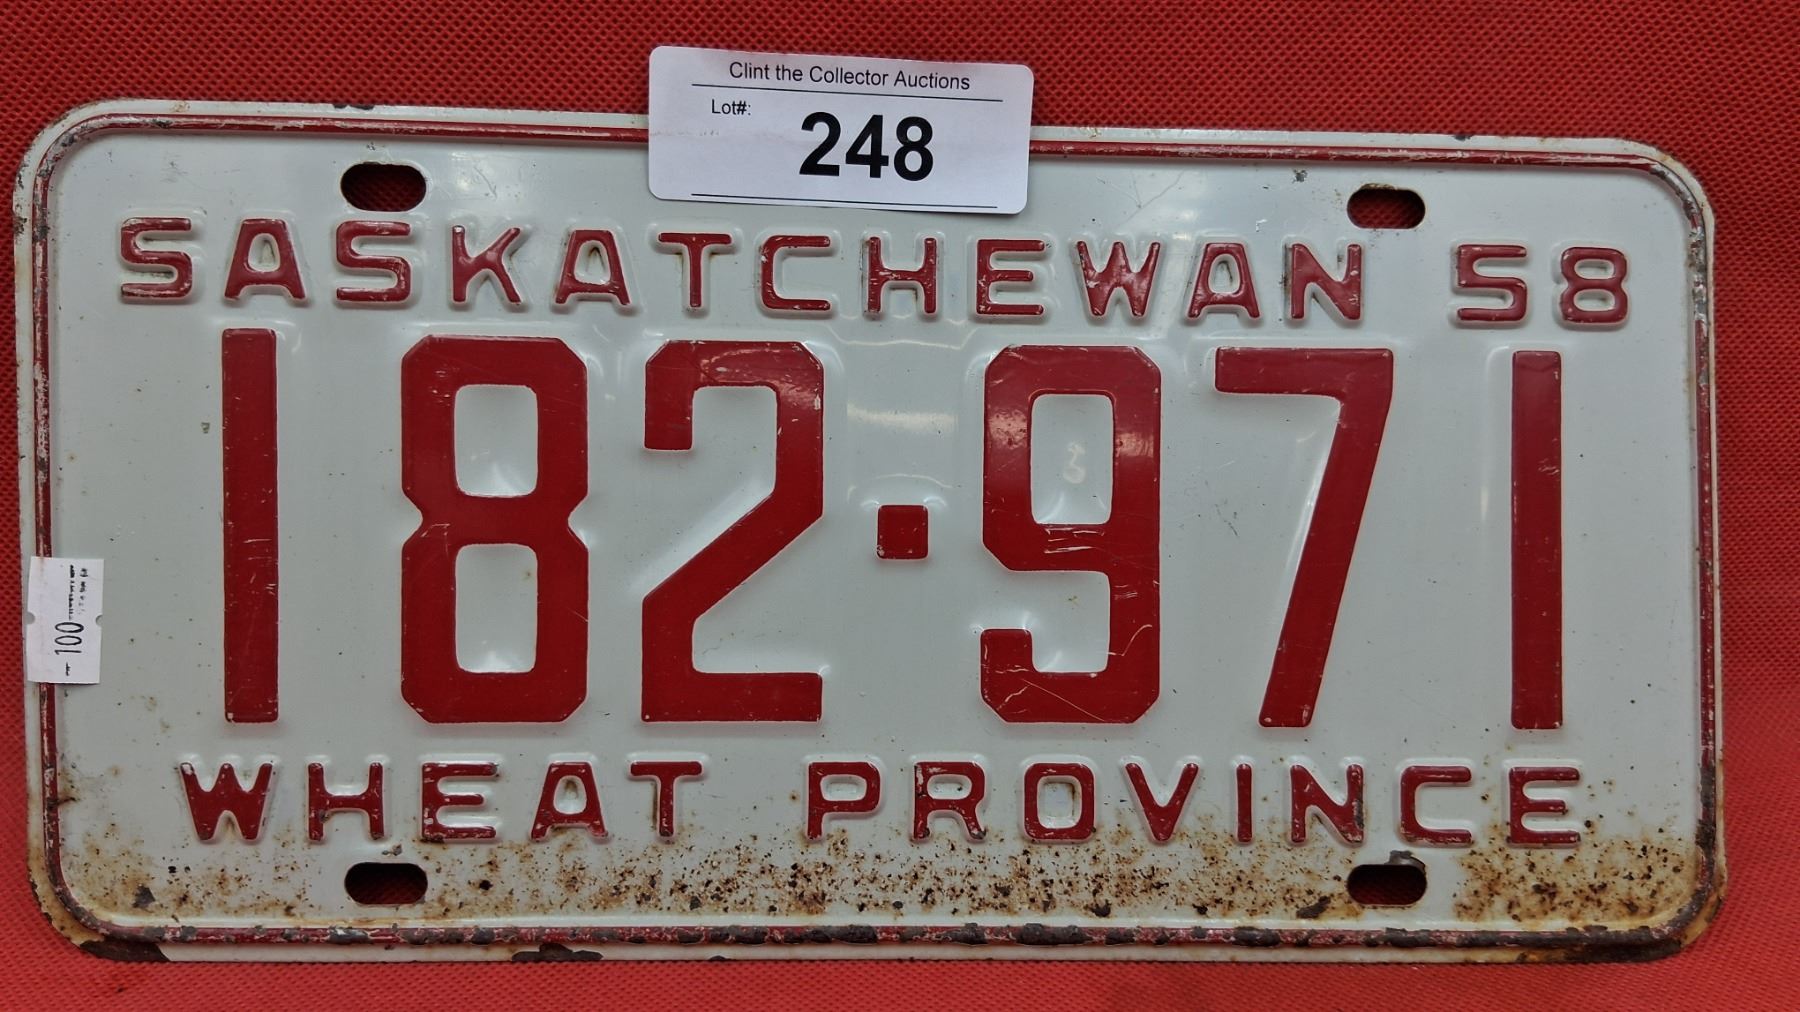 Clint the Collector Auctions
Lot#:
248
SASKATCHEWAN 58
182·971
WHEAT PROVINCE
100